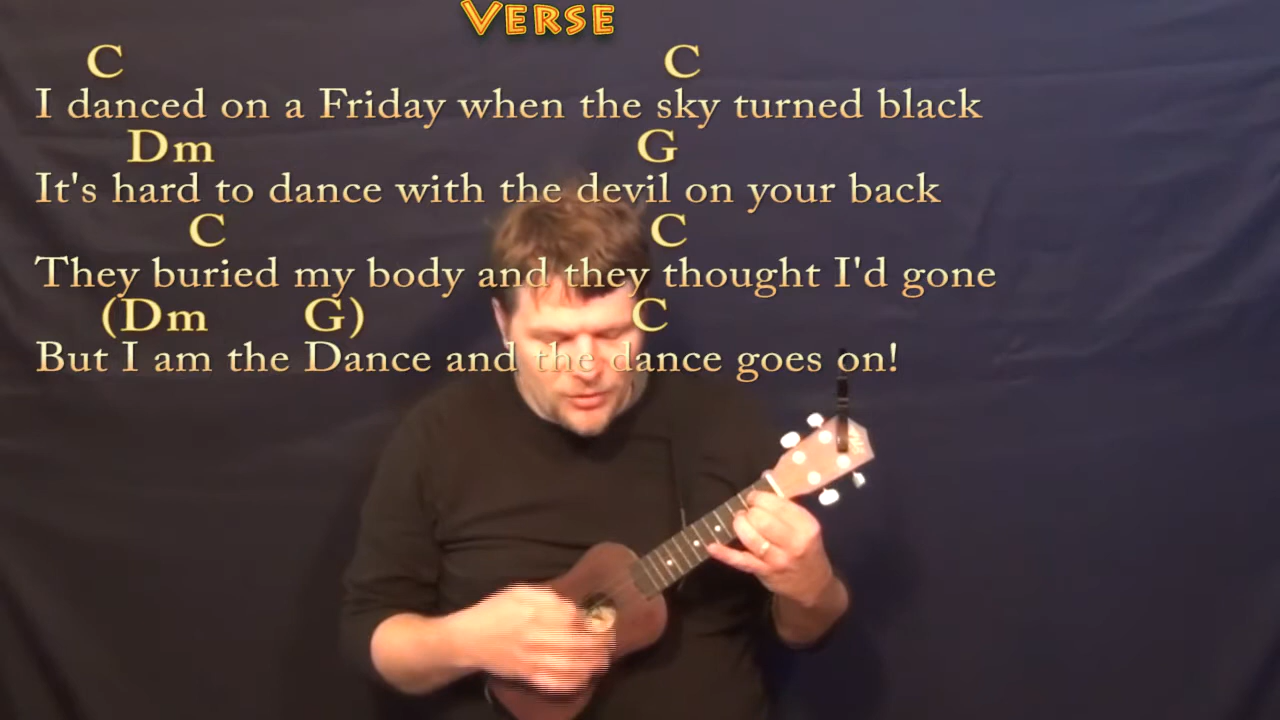 VERSE
C C
I danced on a Friday when the sky turned black
Dm G
It's hard to dance with the devil on your back
C C
They buried my body and they thought I'd gone
(Dm G) C
But I am the Dance and the dance goes on!